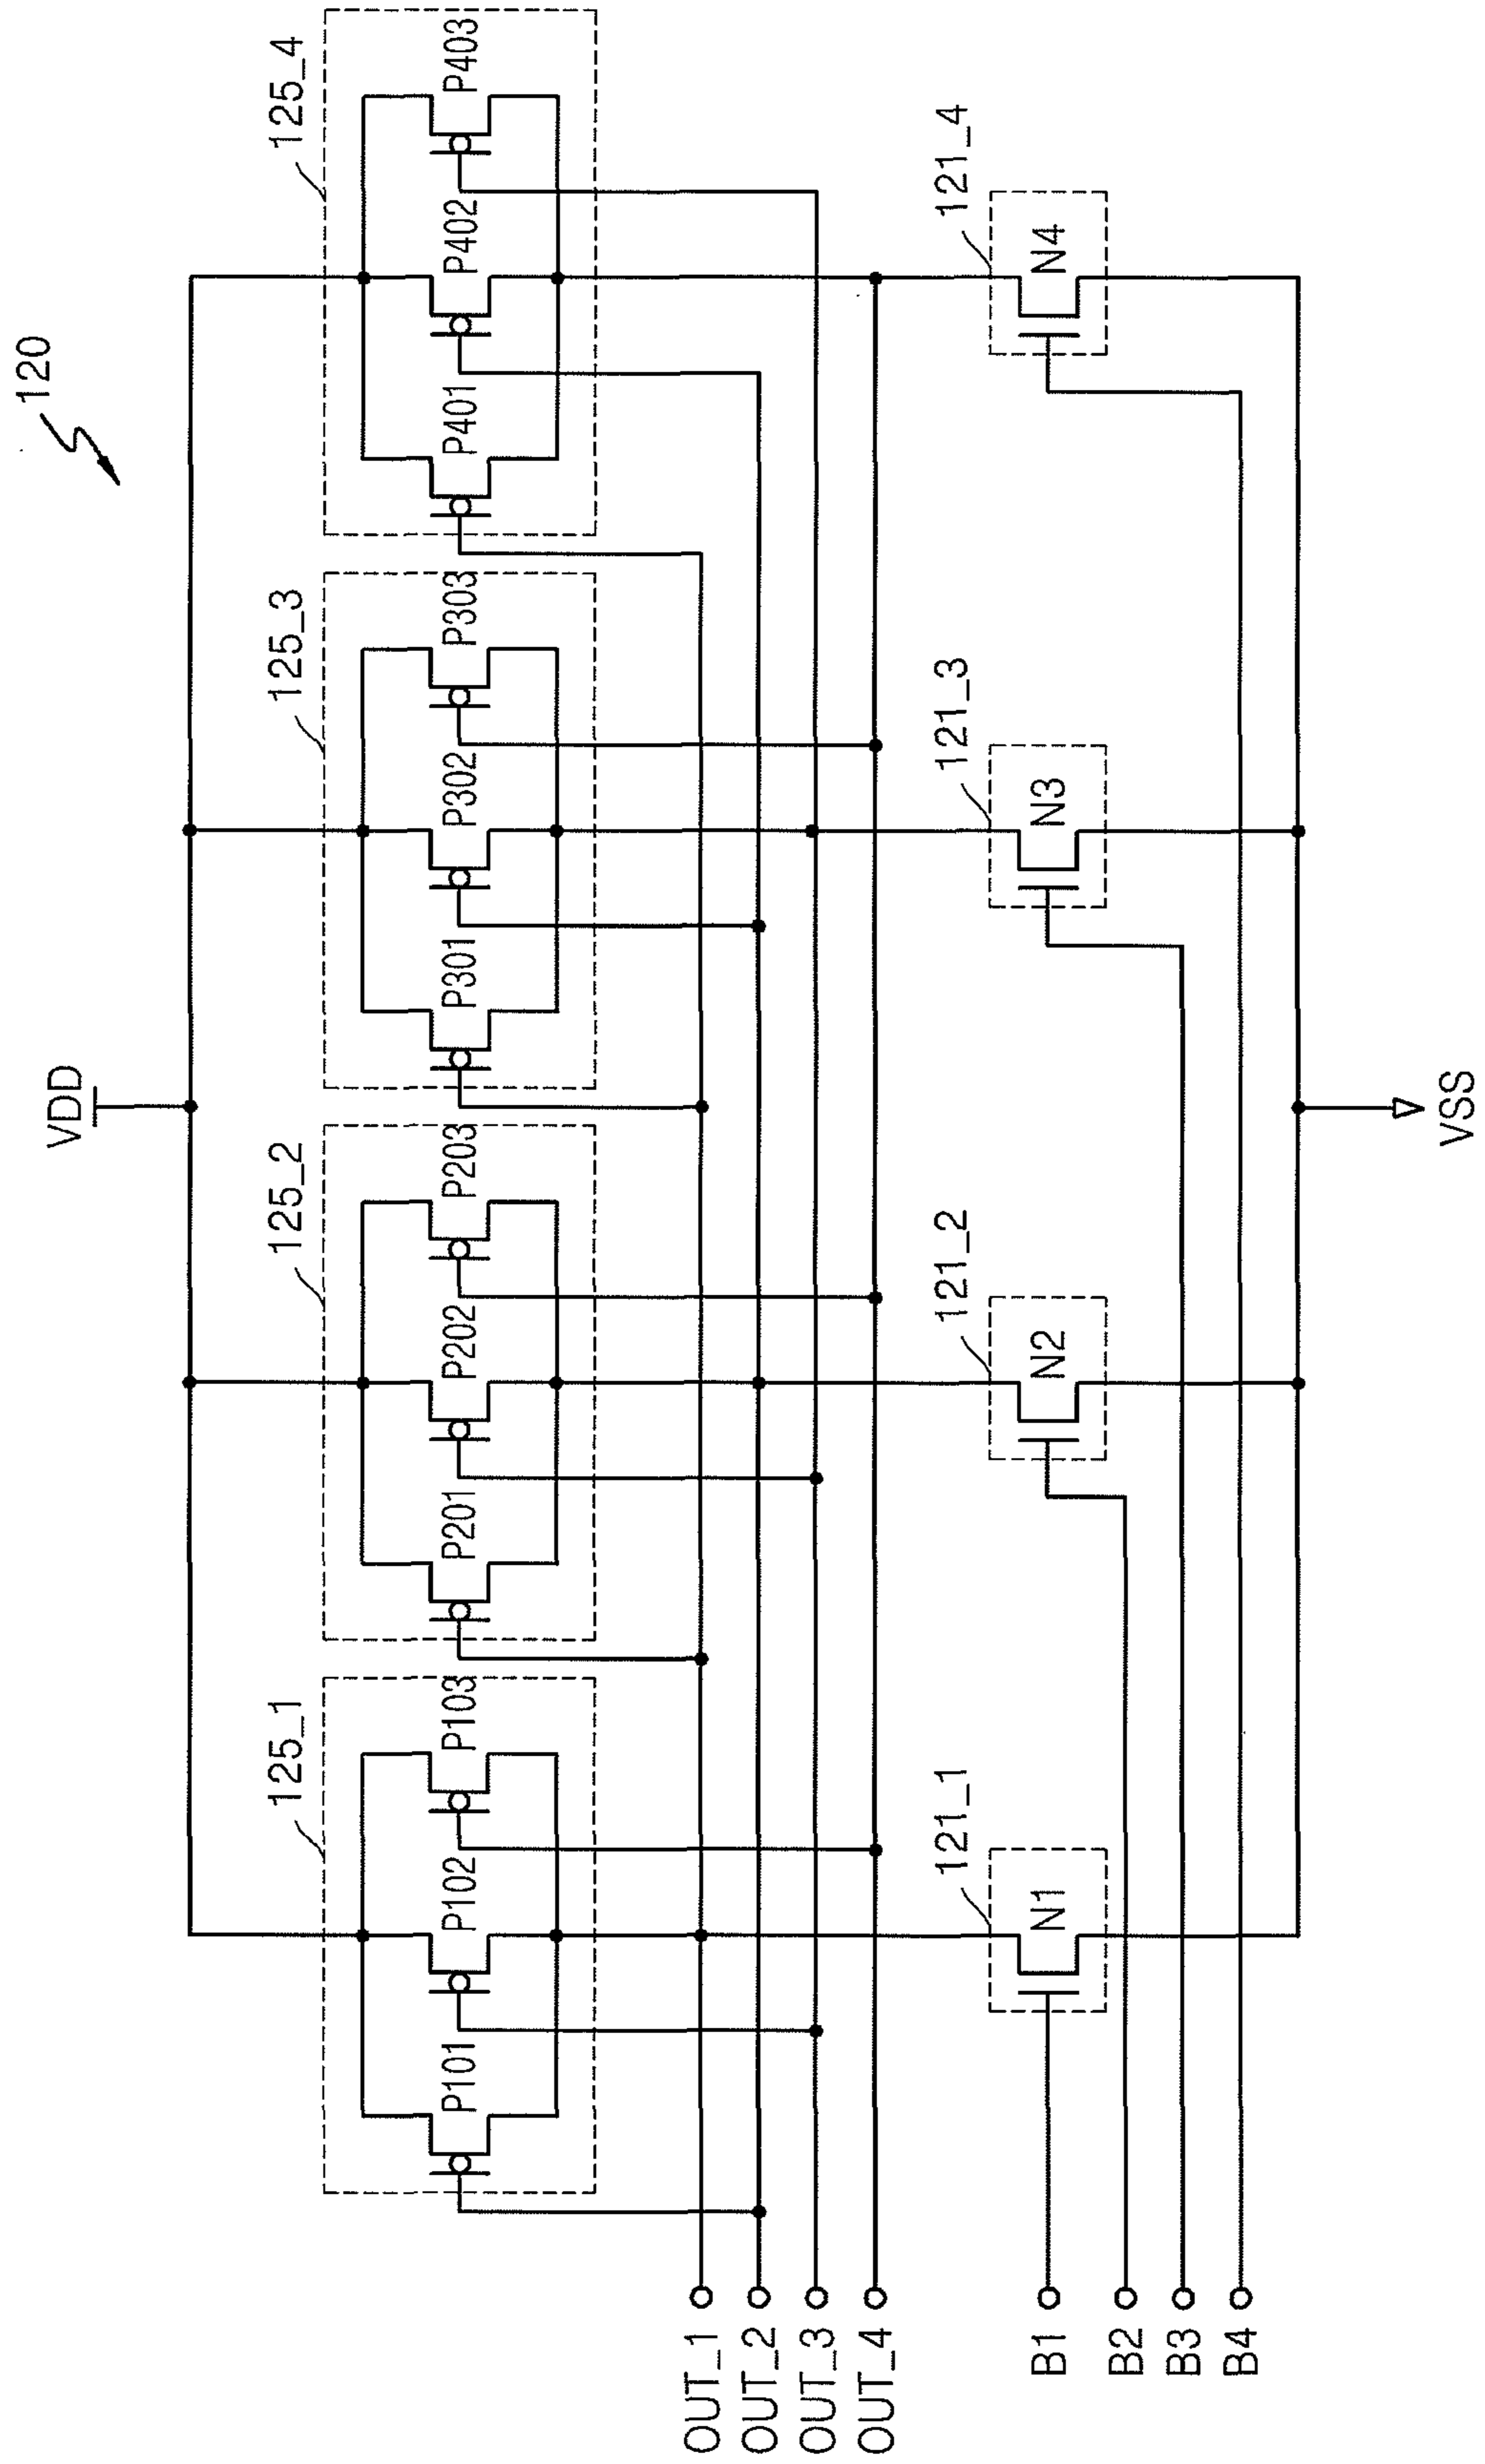 120
VDD
125_1
125_2
125_3
125_4
P101
P102
P103
P201
P202
P203
P301
P302
P303
P401
P402
P403
OUT_1
OUT_2
OUT_3
OUT_4
121_1
121_2
121_3
121_4
N1
N2
N3
N4
B1
B2
B3
B4
VSS